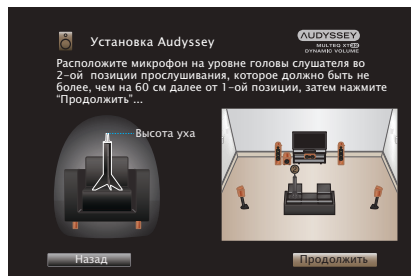 Установка Audyssey
AUDYSSEY
MULTEQ XT32
DYNAMIC VOLUME
Расположите микрофон на уровне головы слушателя во
2-ой позиции прослушивания, которое должно быть не
более, чем на 60 см далее от 1-ой позиции, затем нажмите
“Продолжить”...
Высота уха
Назад
Продолжить